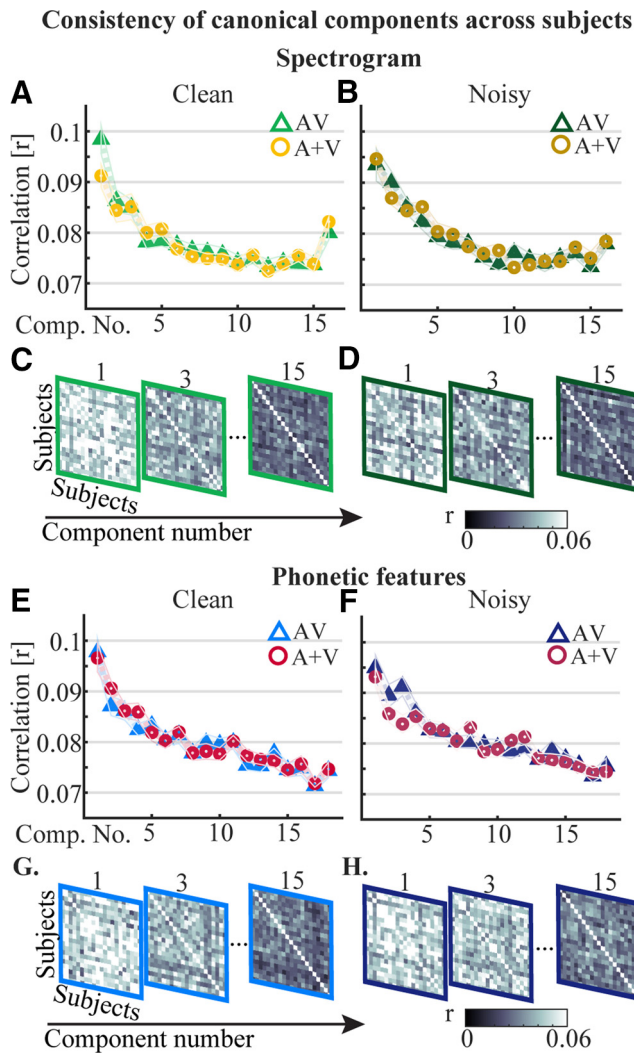 Consistency of canonical components across subjects
Spectrogram
A Clean
B Noisy
AV
A+V
AV
A+V
Correlation [r]
0.1
0.09
0.08
0.07
Comp. No. 5 10 15
5 10 15
C 1 3 ... 15
D 1 3 ... 15
Subjects
Subjects
Component number
r
0 0.06
Phonetic features
E Clean
F Noisy
AV
A+V
AV
A+V
Correlation [r]
0.1
0.09
0.08
0.07
Comp. No. 5 10 15
5 10 15
G. 1 3 ... 15
H. 1 3 ... 15
Subjects
Subjects
Component number
r
0 0.06